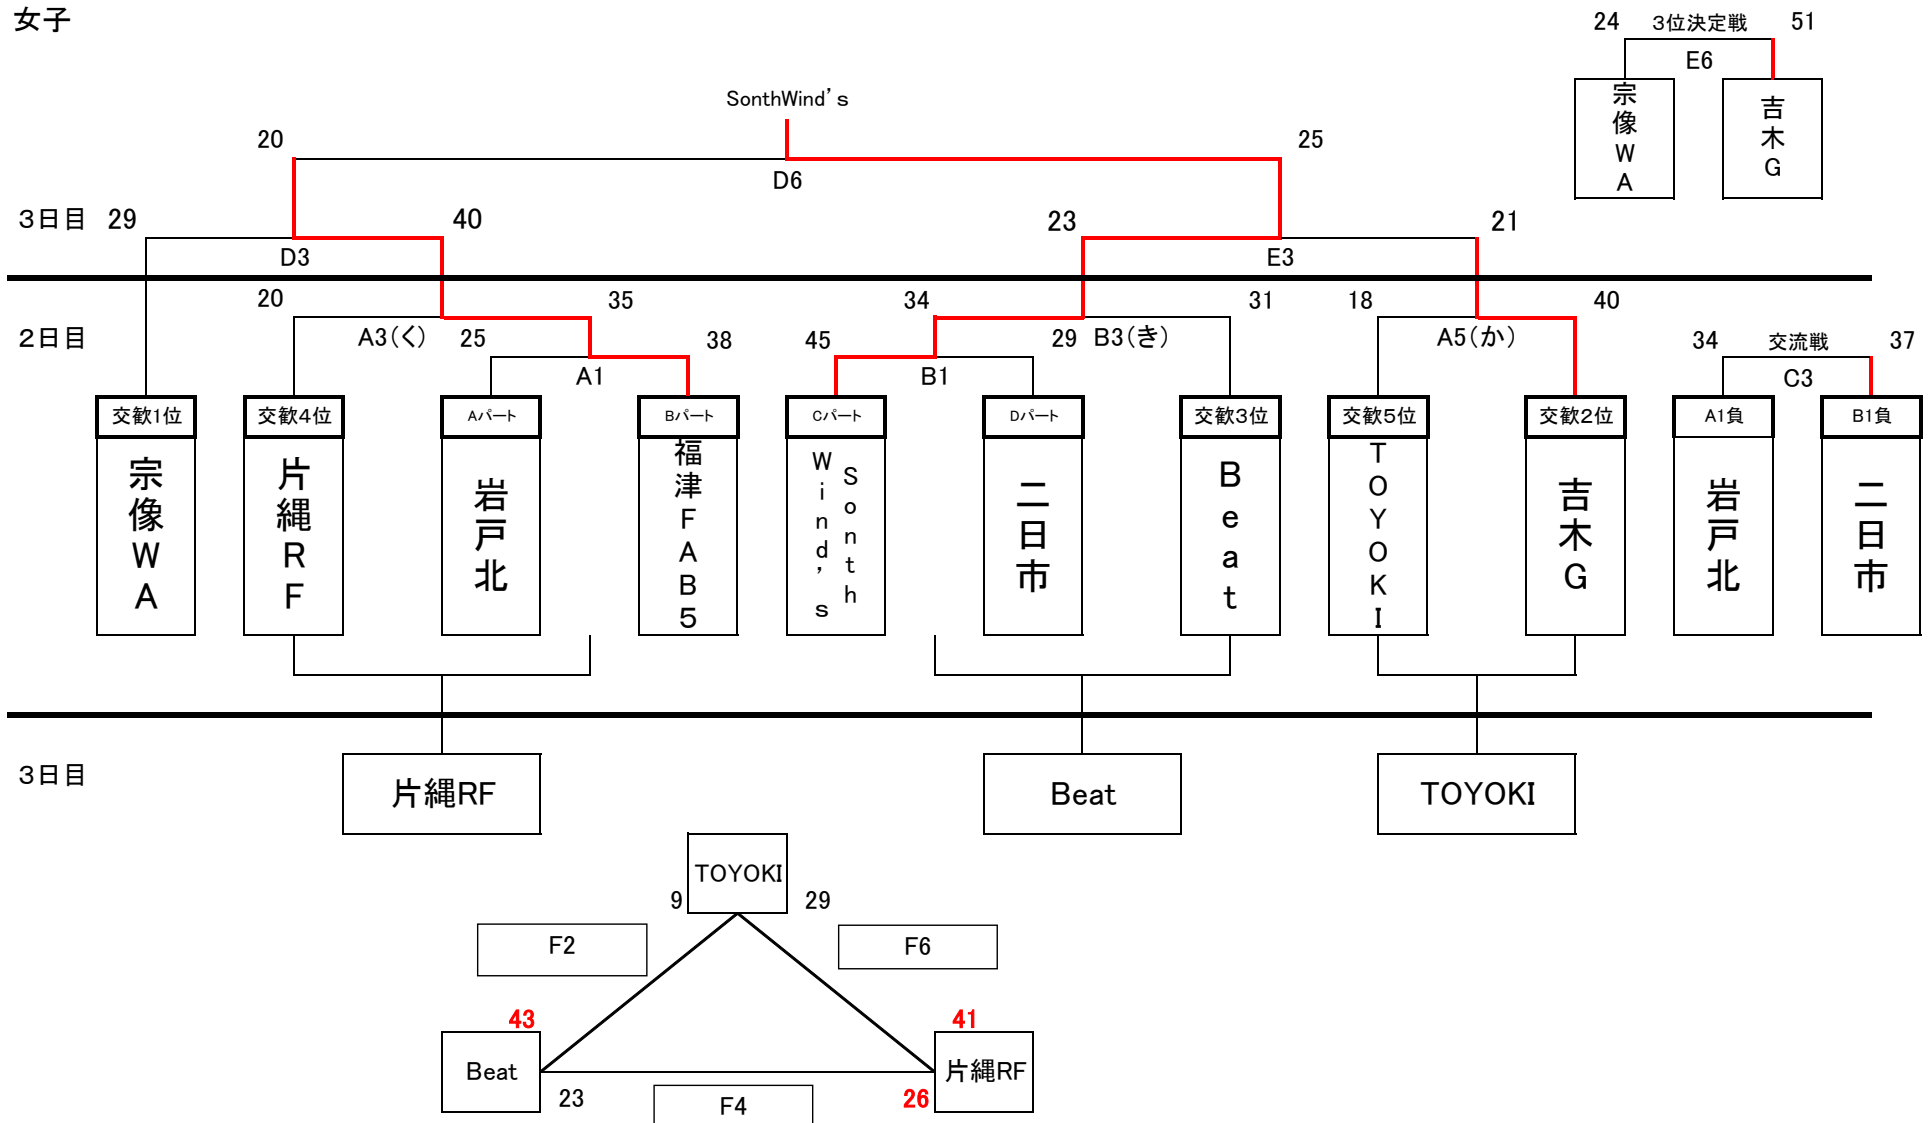 女子
24 3位決定戦 51
E6
宗像WA
吉木G
SonthWind's
20 25
D6
3日目 29 40 23 21
D3 E3
20 35 34 31 18 40
2日目 A3(く) 25 38 45 29 B3(き) A5(か) 34 交流戦 37
A1 B1 C3
交歓1位 交歓4位 Aパート Bパート Cパート Dパート 交歓3位 交歓5位 交歓2位 A1負 B1負
宗像WA
片縄RF
岩戸北
福津FAB5
Sonth
Wind's
二日市
Beat
TOYOKI
吉木G
岩戸北
二日市
3日目 片縄RF Beat TOYOKI
TOYOKI
9 29
F2 F6
43 41
Beat 片縄RF
23 F4 26